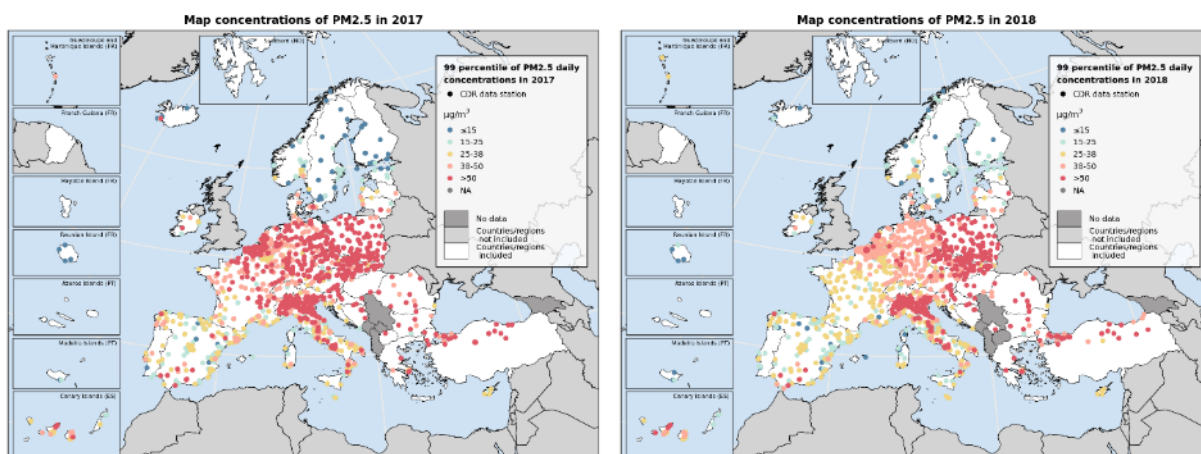 Map concentrations of PM2.5 in 2017
Martinique Islands (FR)
French Guiana (FR)
Mayotte Island (FR)
Reunion Island (FR)
Azores Islands (PT)
Madeira Islands (PT)
Canary Islands (ES)
99 percentile of PM2.5 daily
concentrations in 2017
CDR data station
µg/m³
≤15
15-25
25-38
38-50
>50
NA
No data
Countries/regions
not included
Countries/regions
included
Map concentrations of PM2.5 in 2018
Martinique Islands (FR)
French Guiana (FR)
Mayotte Island (FR)
Reunion Island (FR)
Azores Islands (PT)
Madeira Islands (PT)
Canary Islands (ES)
99 percentile of PM2.5 daily
concentrations in 2018
CDR data station
µg/m³
≤15
15-25
25-38
38-50
>50
NA
No data
Countries/regions
not included
Countries/regions
included